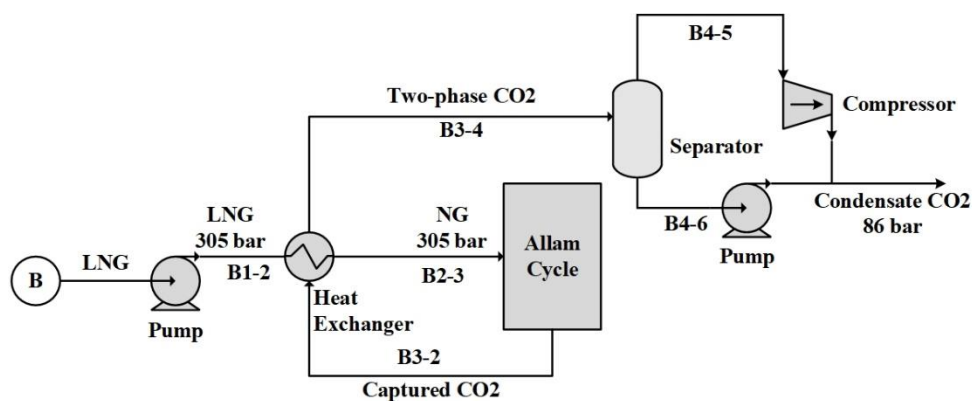 B4-5
Compressor
Two-phase CO2
B3-4
Separator
LNG
305 bar
B1-2
NG
305 bar
B2-3
Allam
Cycle
B4-6
Pump
Condensate CO2
86 bar
B
LNG
Pump
Heat
Exchanger
B3-2
Captured CO2